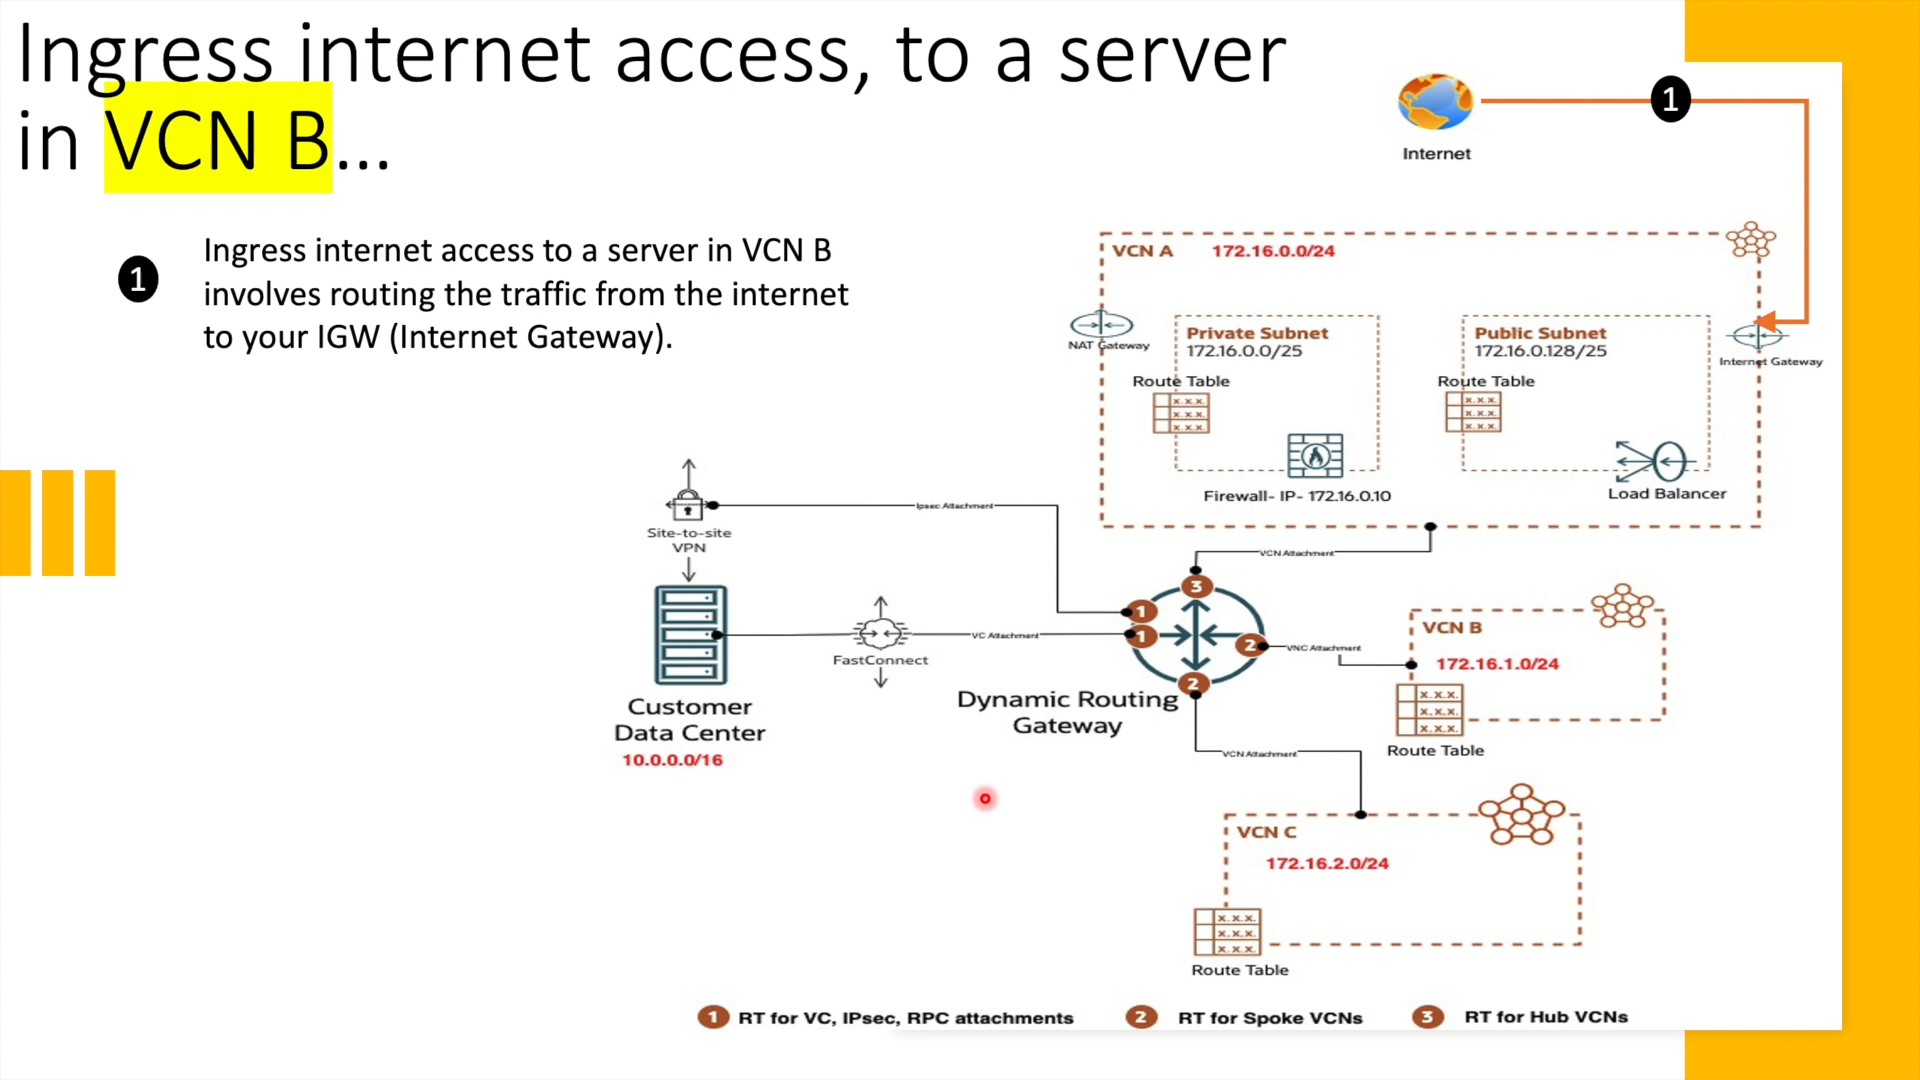 Ingress internet access, to a server
in VCN B...
1
Ingress internet access to a server in VCN B
involves routing the traffic from the internet
to your IGW (Internet Gateway).
1
Internet
VCN A 172.16.0.0/24
NAT Gateway
Private Subnet
172.16.0.0/25
Route Table
x.x.x.
x.x.x.
x.x.x.
Firewall- IP- 172.16.0.10
Public Subnet
172.16.0.128/25
Route Table
x.x.x.
x.x.x.
x.x.x.
Load Balancer
Internet Gateway
Site-to-site
VPN
Ipsec Attachment
VCN Attachment
Customer
Data Center
10.0.0.0/16
FastConnect
VC Attachment
3
1
1
2
2
Dynamic Routing
Gateway
VNC Attachment
VCN B
172.16.1.0/24
x.x.x.
x.x.x.
x.x.x.
Route Table
VCN Attachment
VCN C
172.16.2.0/24
x.x.x.
x.x.x.
x.x.x.
Route Table
1 RT for VC, IPsec, RPC attachments
2 RT for Spoke VCNs
3 RT for Hub VCNs